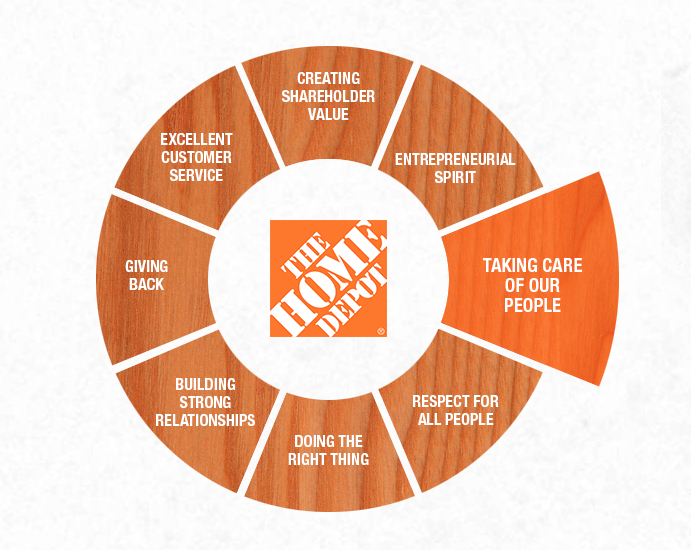 CREATING
SHAREHOLDER
VALUE
ENTREPRENEURIAL
SPIRIT
TAKING CARE
OF OUR
PEOPLE
RESPECT FOR
ALL PEOPLE
DOING THE
RIGHT THING
BUILDING
STRONG
RELATIONSHIPS
GIVING
BACK
EXCELLENT
CUSTOMER
SERVICE
THE
HOME
DEPOT
®